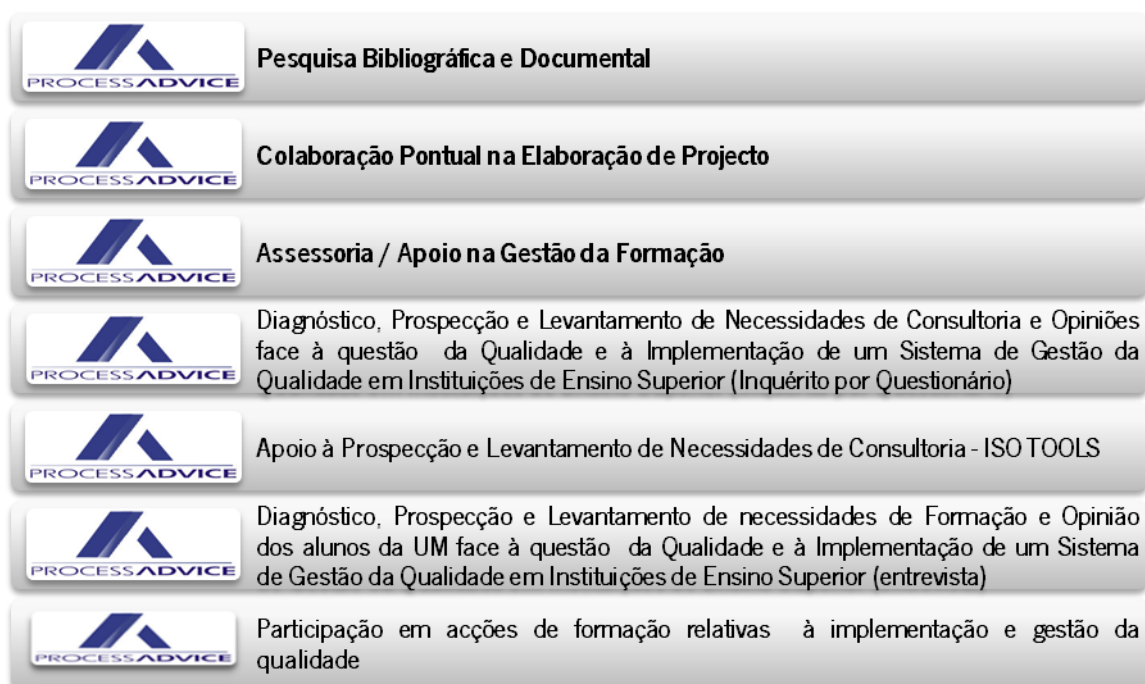 PROCESSADVICE
Pesquisa Bibliográfica e Documental
PROCESSADVICE
Colaboração Pontual na Elaboração de Projecto
PROCESSADVICE
Assessoria / Apoio na Gestão da Formação
PROCESSADVICE
Diagnóstico, Prospecção e Levantamento de Necessidades de Consultoria e Opiniões
face à questão da Qualidade e à Implementação de um Sistema de Gestão da
Qualidade em Instituições de Ensino Superior (Inquérito por Questionário)
PROCESSADVICE
Apoio à Prospecção e Levantamento de Necessidades de Consultoria - ISO TOOLS
PROCESSADVICE
Diagnóstico, Prospecção e Levantamento de necessidades de Formação e Opinião
dos alunos da UM face à questão da Qualidade e à Implementação de um Sistema
de Gestão da Qualidade em Instituições de Ensino Superior (entrevista)
PROCESSADVICE
Participação em acções de formação relativas à implementação e gestão da
qualidade